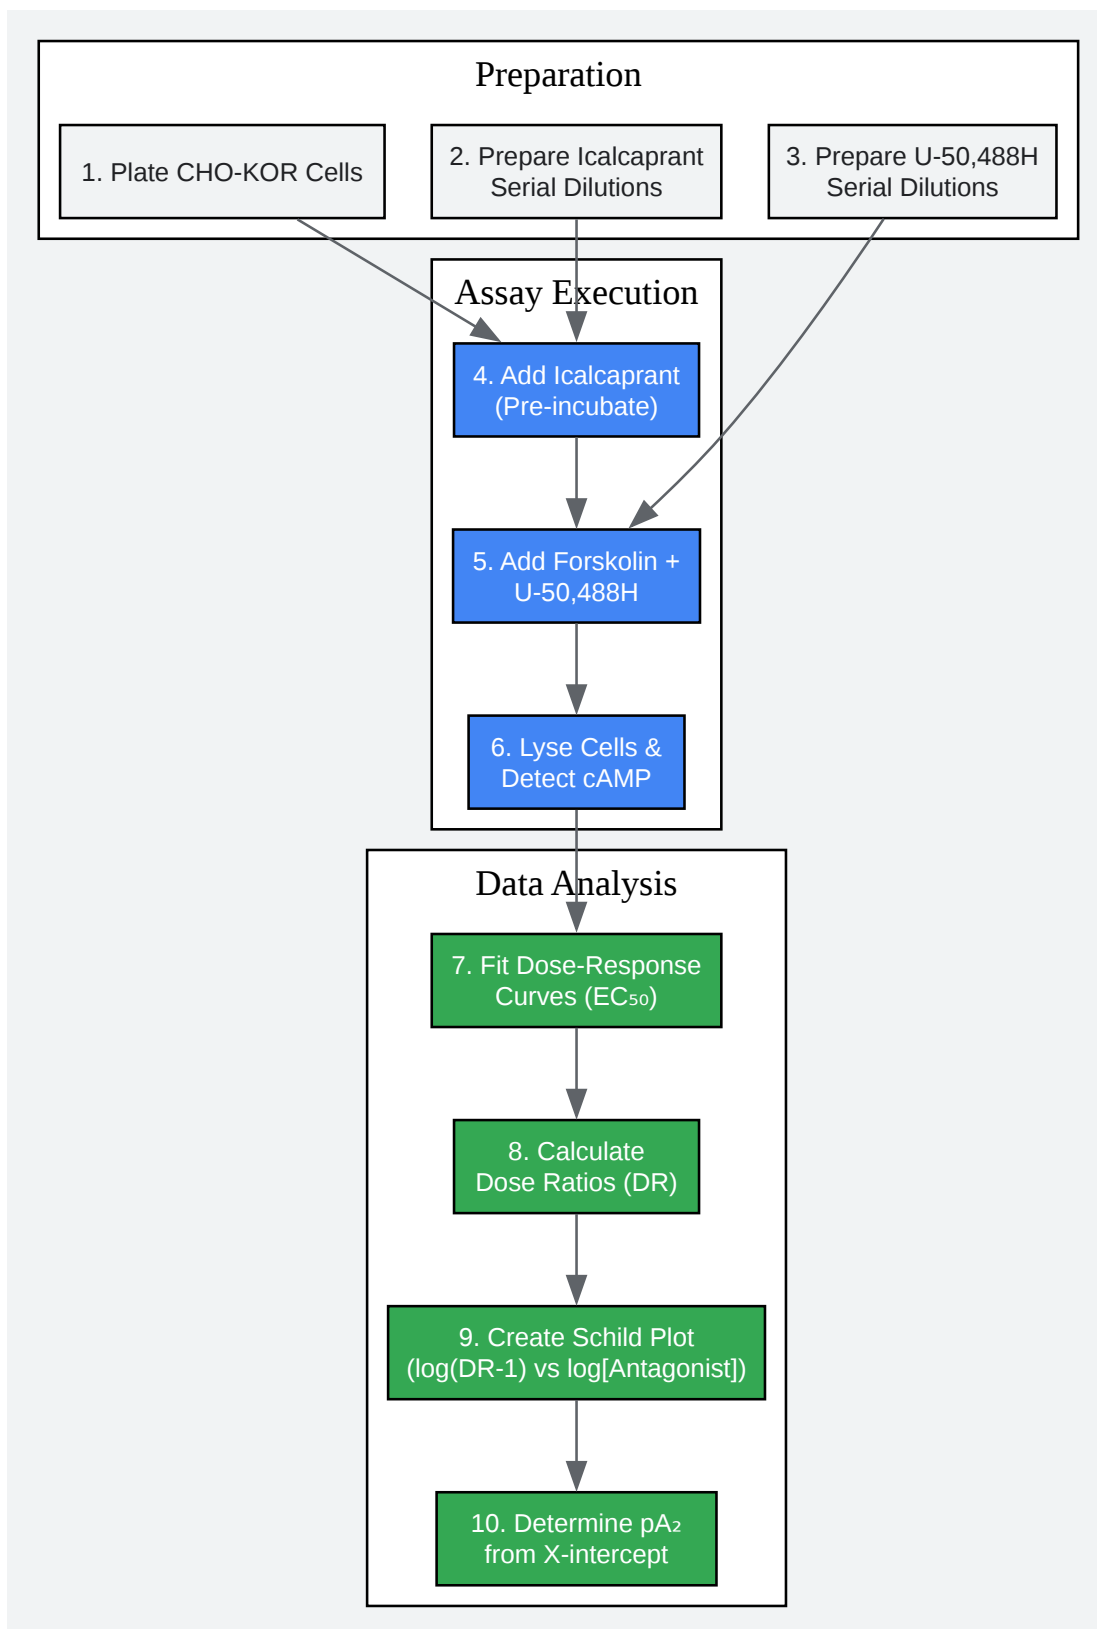 Preparation
1. Plate CHO-KOR Cells
2. Prepare Icalcaprant
Serial Dilutions
3. Prepare U-50,488H
Serial Dilutions
Assay Execution
4. Add Icalcaprant
(Pre-incubate)
5. Add Forskolin +
U-50,488H
6. Lyse Cells &
Detect cAMP
Data Analysis
7. Fit Dose-Response
Curves (EC₅₀)
8. Calculate
Dose Ratios (DR)
9. Create Schild Plot
(log(DR-1) vs log[Antagonist])
10. Determine pA₂
from X-intercept